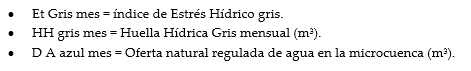 • Et Gris mes = índice de Estrés Hídrico gris.
• HH gris mes = Huella Hídrica Gris mensual (m³).
• D A azul mes = Oferta natural regulada de agua en la microcuenca (m³).